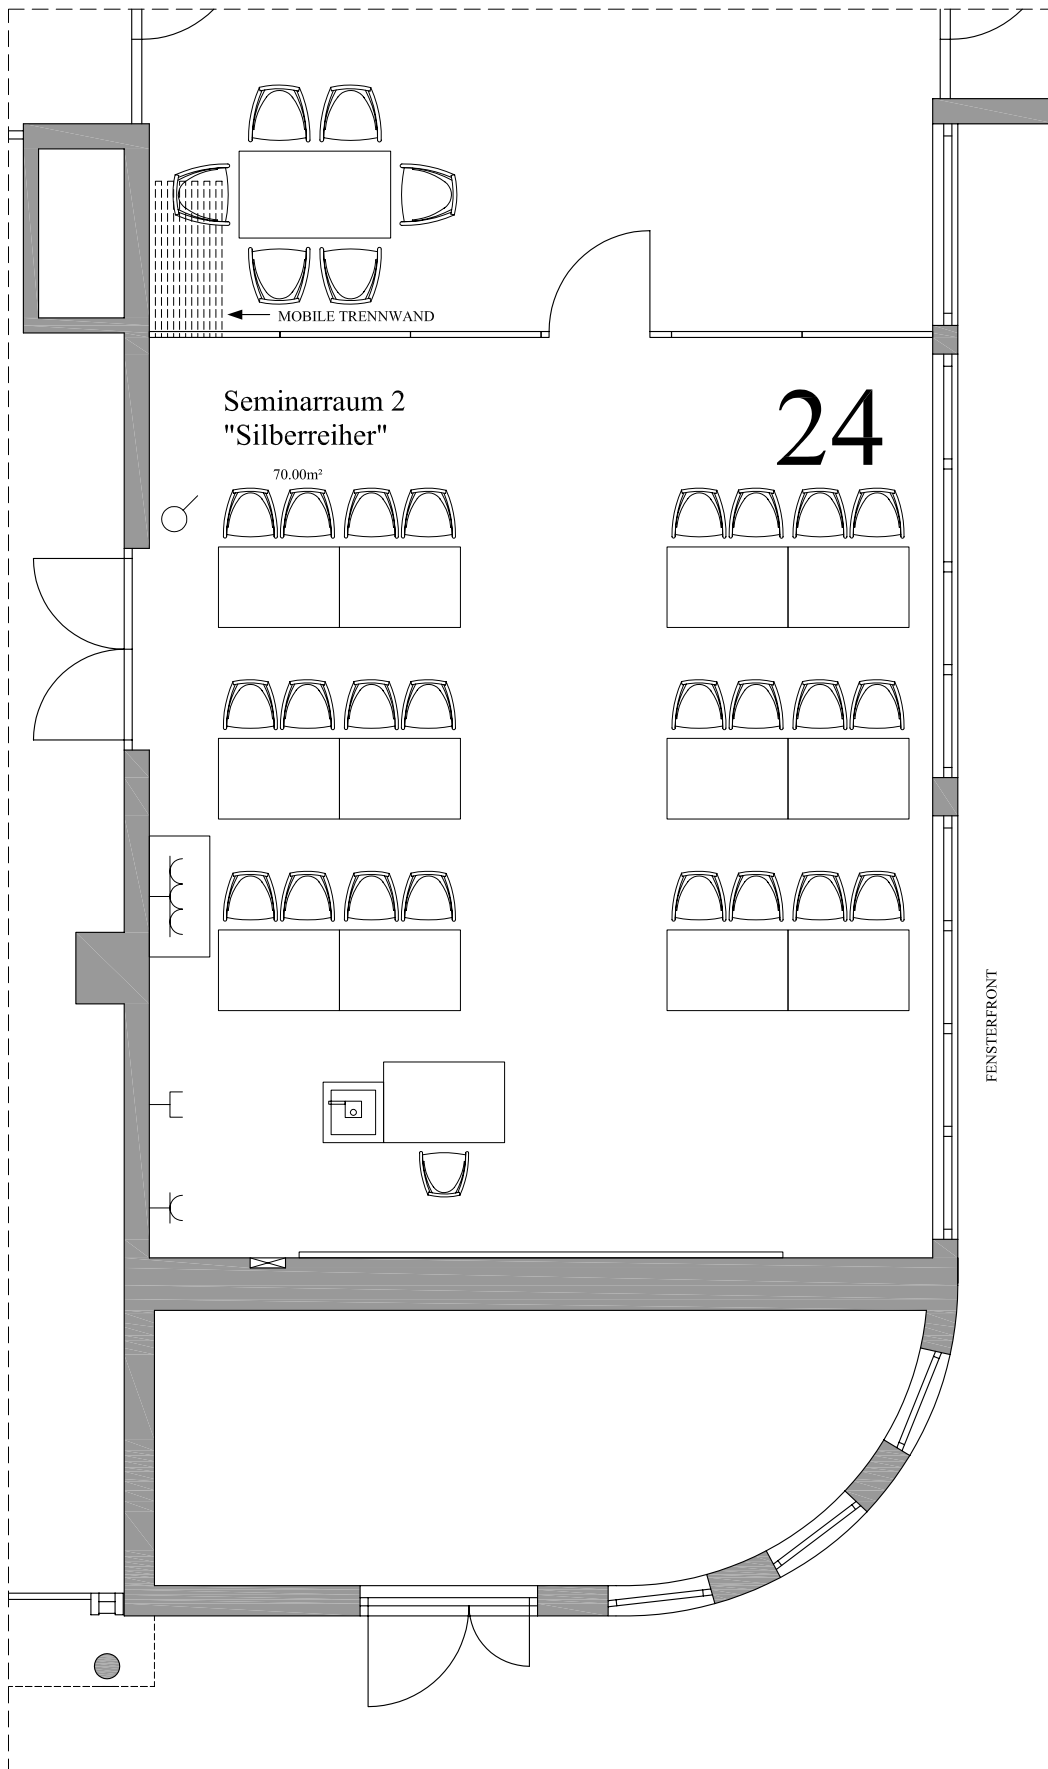 MOBILE TRENNWAND
Seminarraum 2
"Silberreiher"
70.00m²
24
FENSTERFRONT